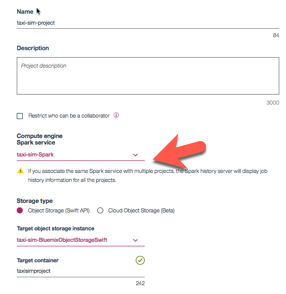 Name
taxi-sim-project
84
Description
Project description
3000
Restrict who can be a collaborator
Compute engine
Spark service
taxi-sim-Spark
If you associate the same Spark service with multiple projects, the Spark history server will display job
history information for all the projects.
Storage type
Object Storage (Swift API) Cloud Object Storage (Beta)
Target object storage instance
taxi-sim-BluemixObjectStorageSwift
Target container
taxisimproject
242